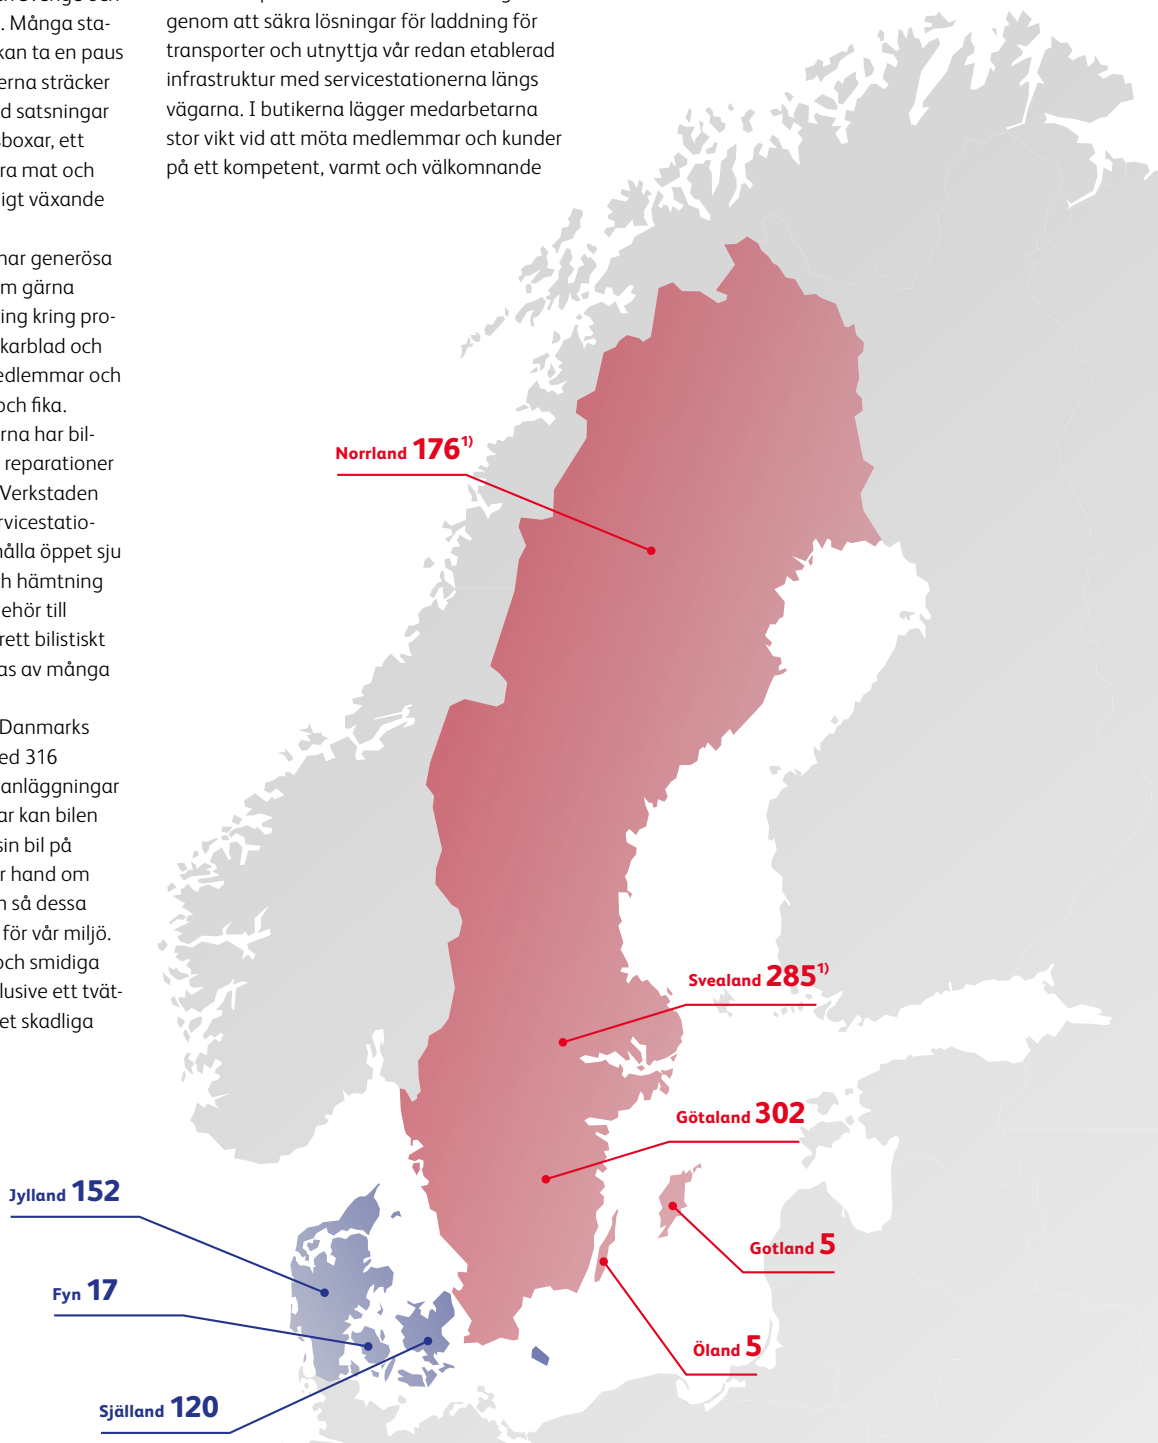 . Många sta-
kan ta en paus
erna sträcker
d satsningar
sboxar, ett
ra mat och
igt växande
har generösa
m gärna
ing kring pro-
karblad och
edlemmar och
och fika.
rna har bil-
reparationer
Verkstaden
rvicestatio-
hålla öppet sju
ch hämtning
ehör till
rett bilistiskt
as av många
Danmarks
ed 316
anläggningar
ar kan bilen
sin bil på
r hand om
n så dessa
för vår miljö.
och smidiga
lusive ett tvät-
et skadliga
genom att säkra lösningar för laddning för
transporter och utnyttja vår redan etablerad
infrastruktur med servicestationerna längs
vägarna. I butikerna lägger medarbetarna
stor vikt vid att möta medlemmar och kunder
på ett kompetent, varmt och välkomnande
Norrland 176¹⁾
Svealand 285¹⁾
Götaland 302
Gotland 5
Öland 5
Jylland 152
Fyn 17
Själland 120